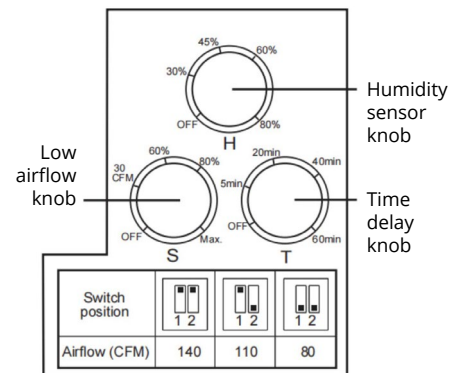 45%
60%
30%
OFF
80%
H
Humidity
sensor
knob
Low
airflow
knob
60%
80%
30
CFM
OFF
Max.
S
20min
40min
5min
OFF
60min
T
Time
delay
knob
Switch
position
1 2
1 2
1 2
Airflow (CFM) 140 110 80